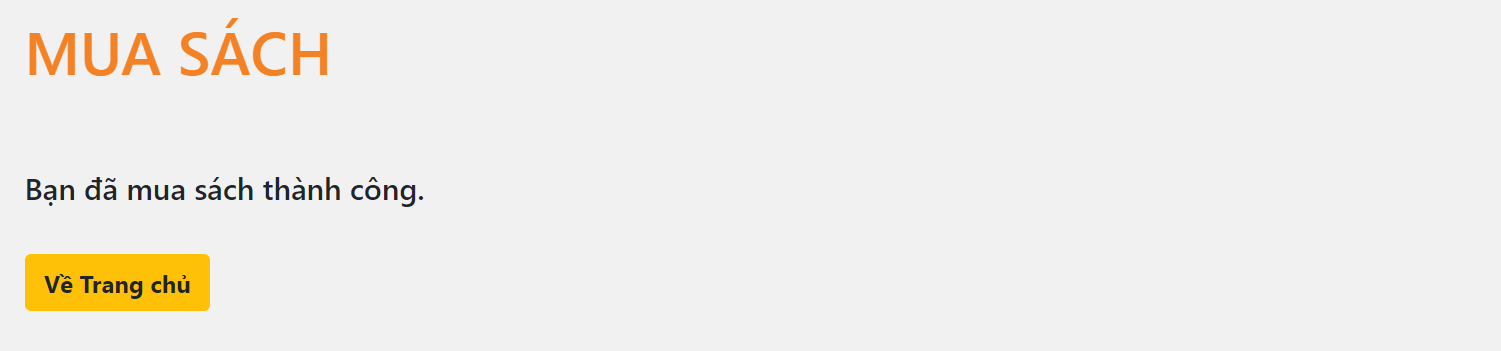 MUA SÁCH
Bạn đã mua sách thành công.
Về Trang chủ